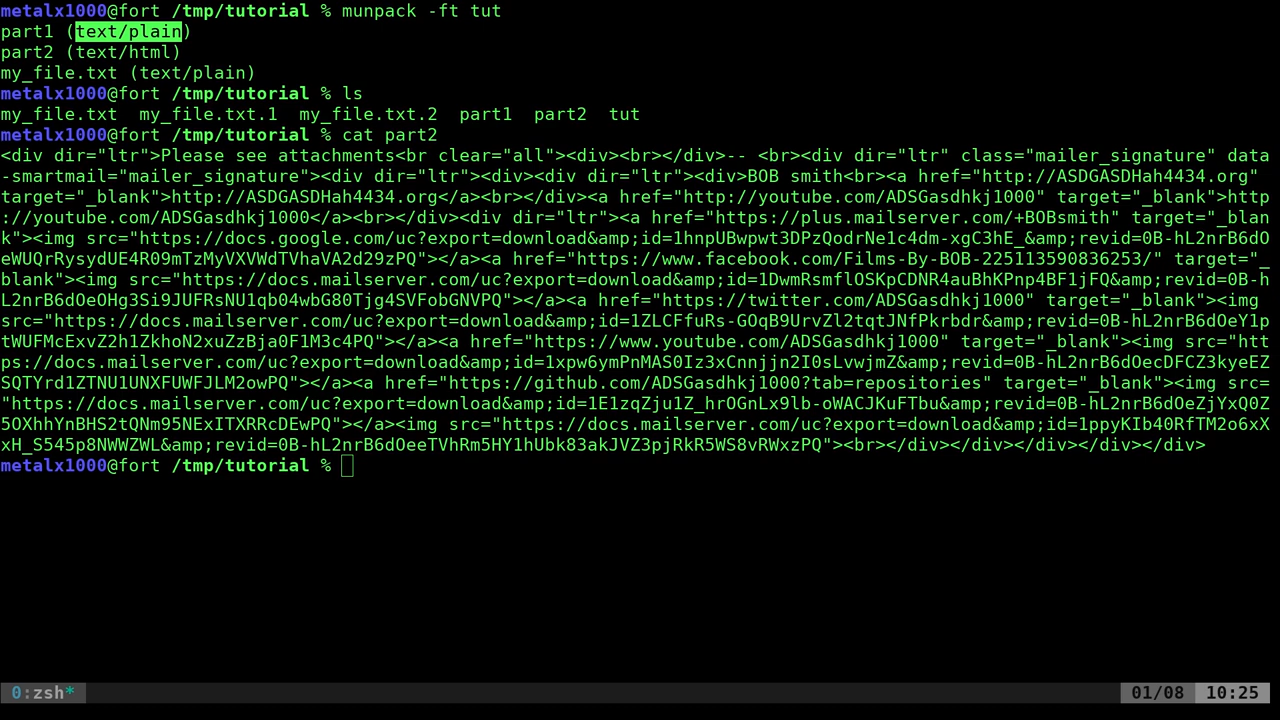 metalx1000@fort /tmp/tutorial % munpack -ft tut
part1 (text/plain)
part2 (text/html)
my_file.txt (text/plain)
metalx1000@fort /tmp/tutorial % ls
my_file.txt  my_file.txt.1  my_file.txt.2  part1  part2  tut
metalx1000@fort /tmp/tutorial % cat part2
<div dir="ltr">Please see attachments<br clear="all"><div><br></div>-- <br><div dir="ltr" class="mailer_signature" data
-smartmail="mailer_signature"><div dir="ltr"><div><div dir="ltr"><div>BOB smith<br><a href="http://ASDGASDHah4434.org"
target="_blank">http://ASDGASDHah4434.org</a><br></div><a href="http://youtube.com/ADSGasdhkj1000" target="_blank">http
://youtube.com/ADSGasdhkj1000</a><br></div><div dir="ltr"><a href="https://plus.mailserver.com/+BOBsmith" target="_blan
k"><img src="https://docs.google.com/uc?export=download&amp;id=1hnpUBwpwt3DPzQodrNe1c4dm-xgC3hE_&amp;revid=0B-hL2nrB6dO
eWUQrRysydUE4R09mTzMyVXVWdTVhaVA2d29zPQ"></a><a href="https://www.facebook.com/Films-By-BOB-225113590836253/" target="_
blank"><img src="https://docs.mailserver.com/uc?export=download&amp;id=1DwmRsmflOSKpCDNR4auBhKPnp4BF1jFQ&amp;revid=0B-h
L2nrB6dOeOHg3Si9JUFRsNU1qb04wbG80Tjg4SVFobGNVPQ"></a><a href="https://twitter.com/ADSGasdhkj1000" target="_blank"><img
src="https://docs.mailserver.com/uc?export=download&amp;id=1ZLCFfuRs-GOqB9UrvZl2tqtJNfPkrbdr&amp;revid=0B-hL2nrB6dOeY1p
tWUFMcExvZ2h1ZkhoN2xuZzBja0F1M3c4PQ"></a><a href="https://www.youtube.com/ADSGasdhkj1000" target="_blank"><img src="htt
ps://docs.mailserver.com/uc?export=download&amp;id=1xpw6ymPnMAS0Iz3xCnnjjn2I0sLvwjmZ&amp;revid=0B-hL2nrB6dOecDFCZ3kyeEZ
SQTYrd1ZTNU1UNXFUWFJLM2owPQ"></a><a href="https://github.com/ADSGasdhkj1000?tab=repositories" target="_blank"><img src=
"https://docs.mailserver.com/uc?export=download&amp;id=1E1zqZju1Z_hrOGnLx9lb-oWACJKuFTbu&amp;revid=0B-hL2nrB6dOeZjYxQ0Z
5OXhhYnBHS2tQNm95NExITXRRcDEwPQ"></a><img src="https://docs.mailserver.com/uc?export=download&amp;id=1ppyKIb40RfTM2o6xX
xH_S545p8NWWZWL&amp;revid=0B-hL2nrB6dOeeTVhRm5HY1hUbk83akJVZ3pjRkR5WS8vRWxzPQ"><br></div></div></div></div></div>
metalx1000@fort /tmp/tutorial %
0:zsh* 01/08 10:25